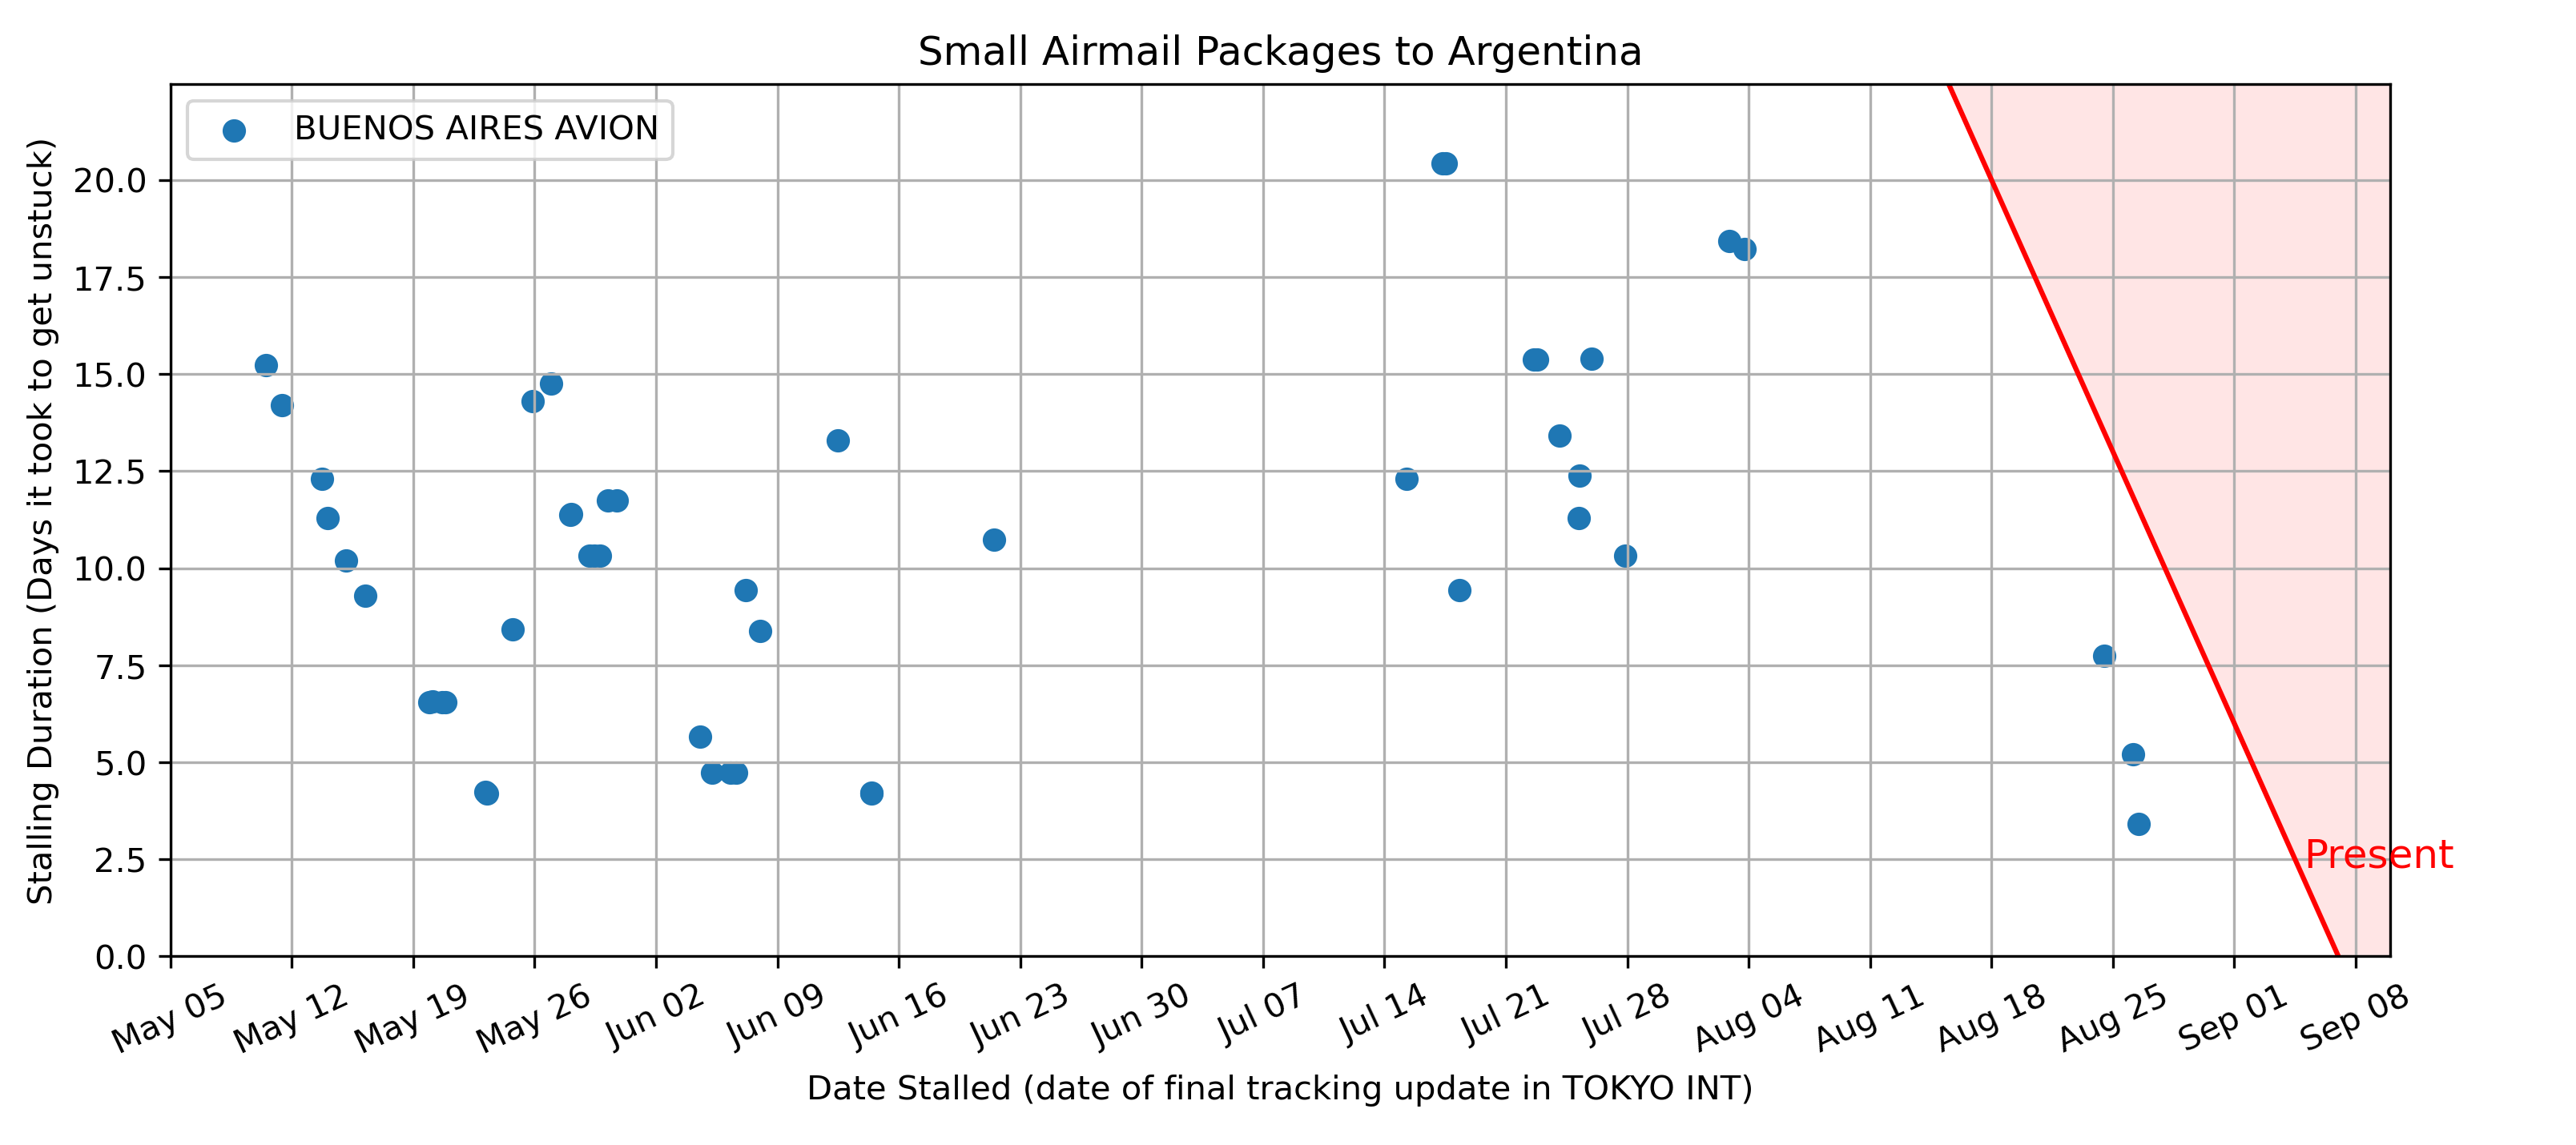 Small Airmail Packages to Argentina
BUENOS AIRES AVION
Stalling Duration (Days it took to get unstuck)
20.0
17.5
15.0
12.5
10.0
7.5
5.0
2.5
0.0
Present
May 05
May 12
May 19
May 26
Jun 02
Jun 09
Jun 16
Jun 23
Jun 30
Jul 07
Jul 14
Jul 21
Jul 28
Aug 04
Aug 11
Aug 18
Aug 25
Sep 01
Sep 08
Date Stalled (date of final tracking update in TOKYO INT)